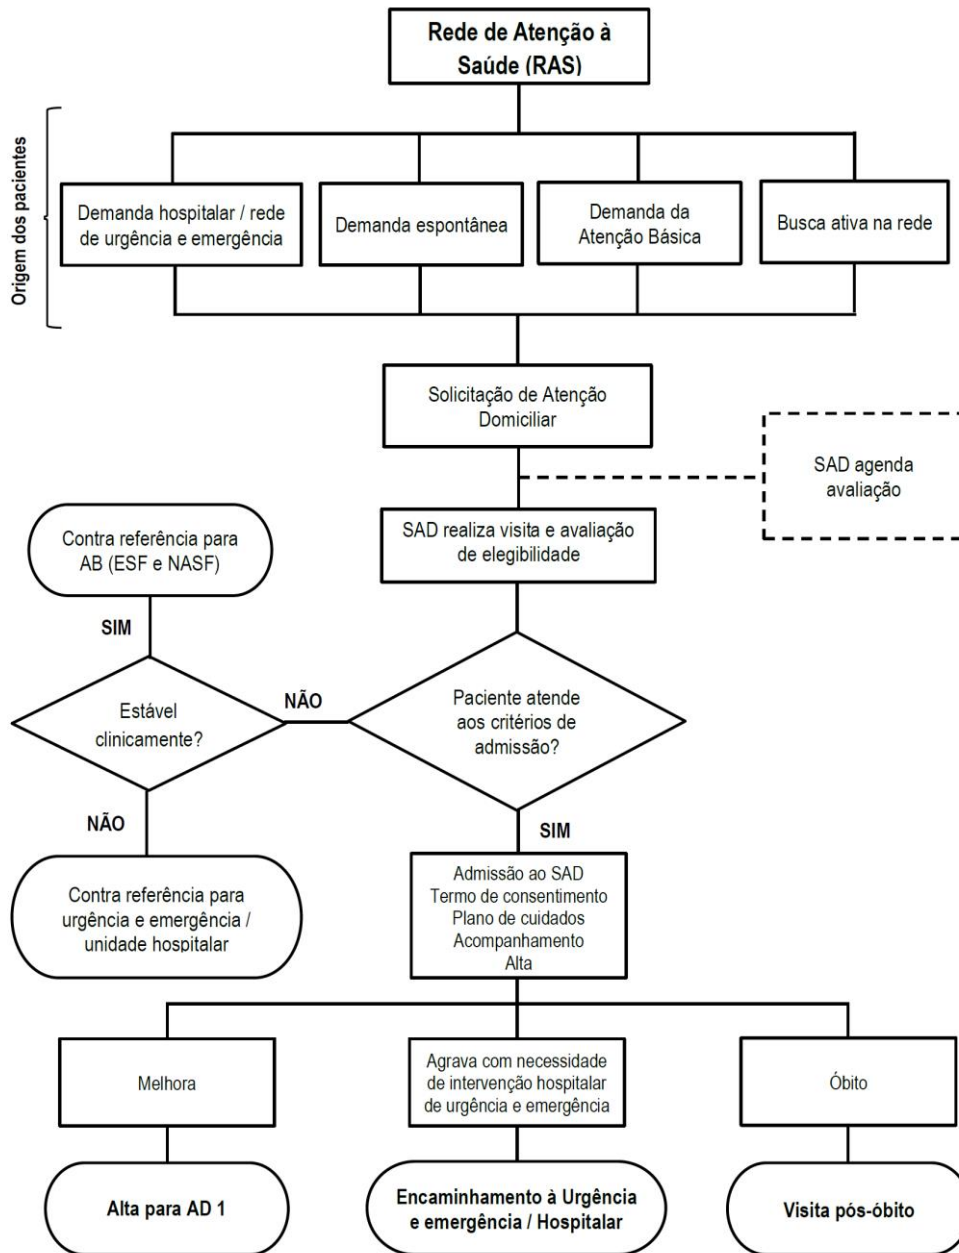 Rede de Atenção à
Saúde (RAS)
Origem dos pacientes
Demanda hospitalar / rede
de urgência e emergência
Demanda espontânea
Demanda da
Atenção Básica
Busca ativa na rede
Solicitação de Atenção
Domiciliar
SAD agenda
avaliação
SAD realiza visita e avaliação
de elegibilidade
Contra referência para
AB (ESF e NASF)
SIM
Estável
clinicamente?
NÃO
Paciente atende
aos critérios de
admissão?
NÃO
SIM
Contra referência para
urgência e emergência /
unidade hospitalar
Admissão ao SAD
Termo de consentimento
Plano de cuidados
Acompanhamento
Alta
Melhora
Agrava com necessidade
de intervenção hospitalar
de urgência e emergência
Óbito
Alta para AD 1
Encaminhamento à Urgência
e emergência / Hospitalar
Visita pós-óbito